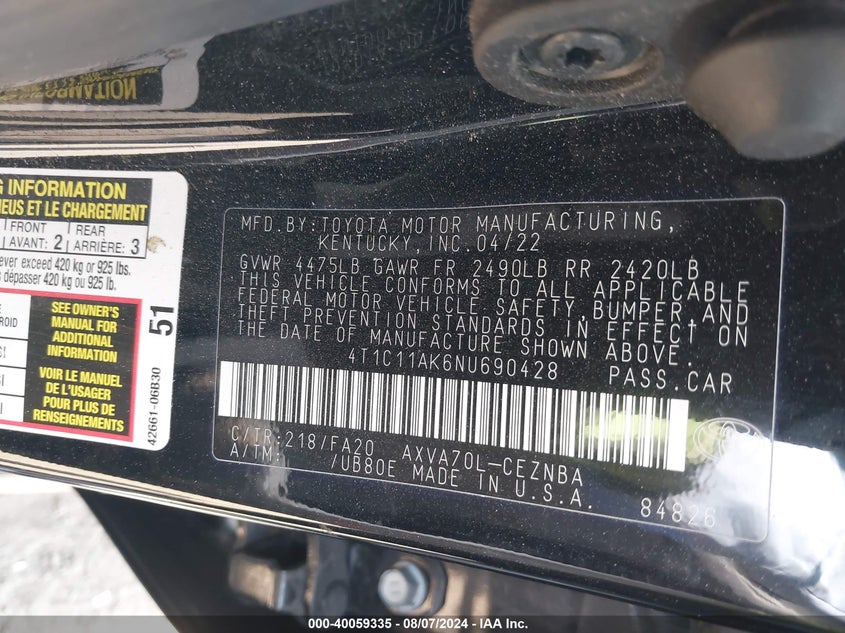 NOITAMRO
G INFORMATION
NEUS ET LE CHARGEMENT
FRONT
AVANT: 2
REAR
ARRIÈRE: 3
ever exceed 420 kg or 925 lbs.
s dépasser 420 kg ou 925 lb.
SEE OWNER'S
MANUAL FOR
ADDITIONAL
INFORMATION
VOIR LE MANUEL
DE L'USAGER
POUR PLUS DE
RENSEIGNEMENTS
51
42661-06B30
MFD.BY:TOYOTA MOTOR MANUFACTURING,
KENTUCKY,INC.04/22
GVWR 4475LB GAWR FR 2490LB RR 2420LB
THIS VEHICLE CONFORMS TO ALL APPLICABLE
FEDERAL MOTOR VEHICLE SAFETY,BUMPER,AND
THEFT PREVENTION STANDARDS IN EFFECT ON
THE DATE OF MANUFACTURE SHOWN ABOVE.
4T1C11AK6NU690428 PASS.CAR
C/TR:218/FA20 AXVA70L-CEZNBA
A/TM: /UB80E MADE IN U.S.A.
84826
000-40059335 - 08/07/2024 - IAA Inc.